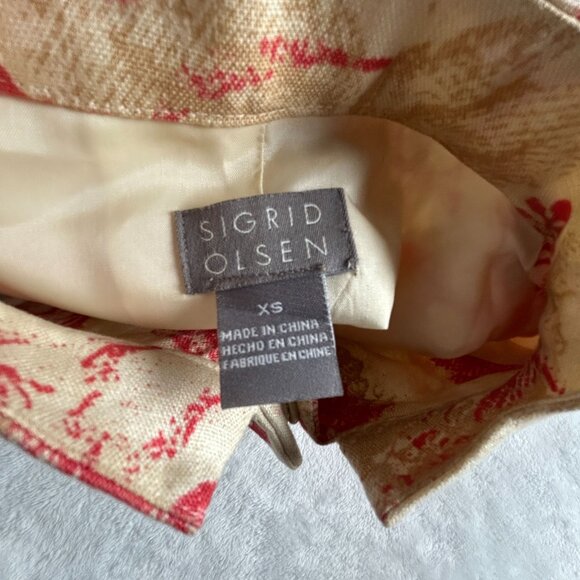 SIGRID
OLSEN
XS
MADE IN CHINA
HECHO EN CHINA
FABRIQUE EN CHINE